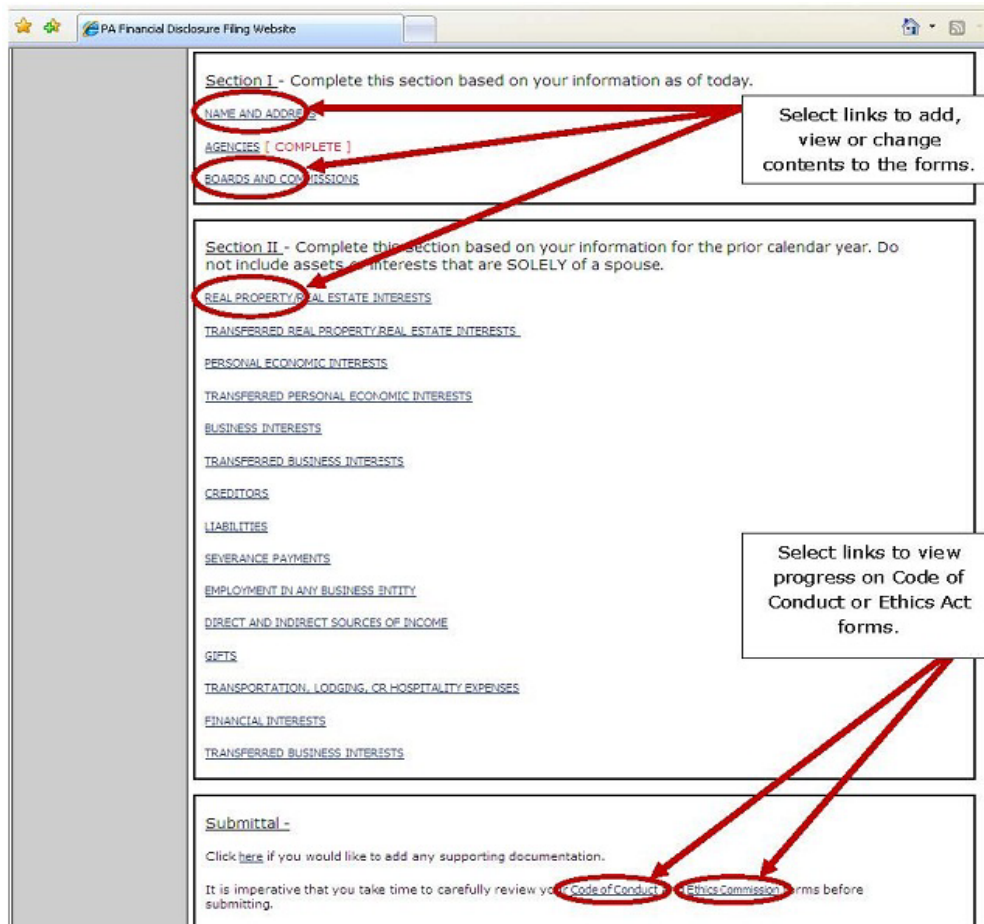 PA Financial Disclosure Filing Website
Section I - Complete this section based on your information as of today.
NAME AND ADDRESS
AGENCIES [ COMPLETE ]
BOARDS AND COMMISSIONS
Select links to add,
view or change
contents to the forms.
Section II - Complete this section based on your information for the prior calendar year. Do
not include assets or interests that are SOLELY of a spouse.
REAL PROPERTY/REAL ESTATE INTERESTS
TRANSFERRED REAL PROPERTY/REAL ESTATE INTERESTS
PERSONAL ECONOMIC INTERESTS
TRANSFERRED PERSONAL ECONOMIC INTERESTS
BUSINESS INTERESTS
TRANSFERRED BUSINESS INTERESTS
CREDITORS
LIABILITIES
SEVERANCE PAYMENTS
EMPLOYMENT IN ANY BUSINESS ENTITY
DIRECT AND INDIRECT SOURCES OF INCOME
GIFTS
TRANSPORTATION, LODGING, OR HOSPITALITY EXPENSES
FINANCIAL INTERESTS
TRANSFERRED BUSINESS INTERESTS
Select links to view
progress on Code of
Conduct or Ethics Act
forms.
Submittal -
Click here if you would like to add any supporting documentation.
It is imperative that you take time to carefully review your Code of Conduct and Ethics Commission forms before
submitting.